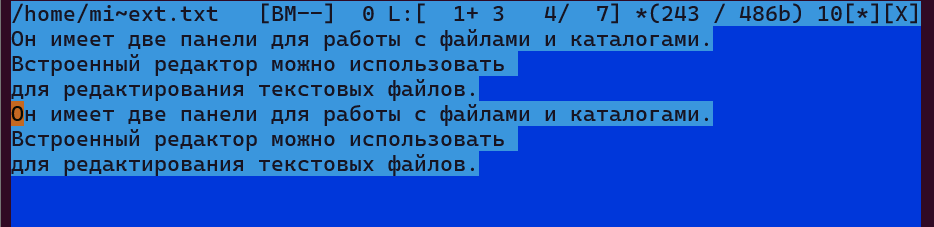 /home/mi~ext.txt   [BM--]  0 L:[  1+ 3   4/  7] *(243 / 486b) 10[*][X]
Он имеет две панели для работы с файлами и каталогами.
Встроенный редактор можно использовать
для редактирования текстовых файлов.
Он имеет две панели для работы с файлами и каталогами.
Встроенный редактор можно использовать
для редактирования текстовых файлов.